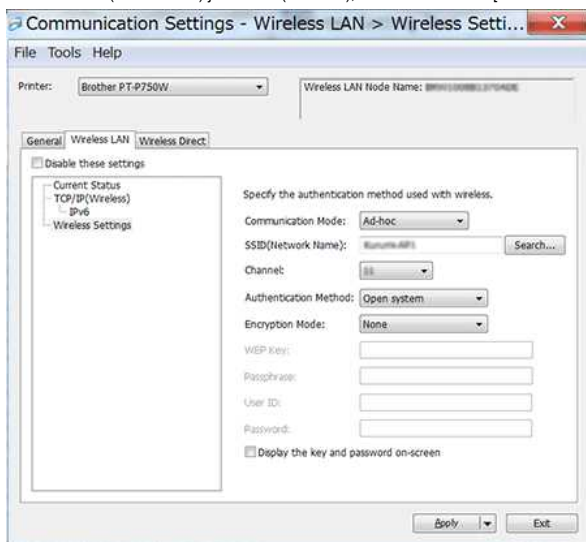 Communication Settings - Wireless LAN > Wireless Setti...
File Tools Help
Printer: Brother PT-P750W
Wireless LAN Node Name:
General Wireless LAN Wireless Direct
Disable these settings
Current Status
TCP/IP(Wireless)
IPv6
Wireless Settings
Specify the authentication method used with wireless.
Communication Mode: Ad-hoc
SSID(Network Name): Search...
Channel:
Authentication Method: Open system
Encryption Mode: None
WEP Key:
Passphrase:
User ID:
Password:
Display the key and password on-screen
Apply Exit